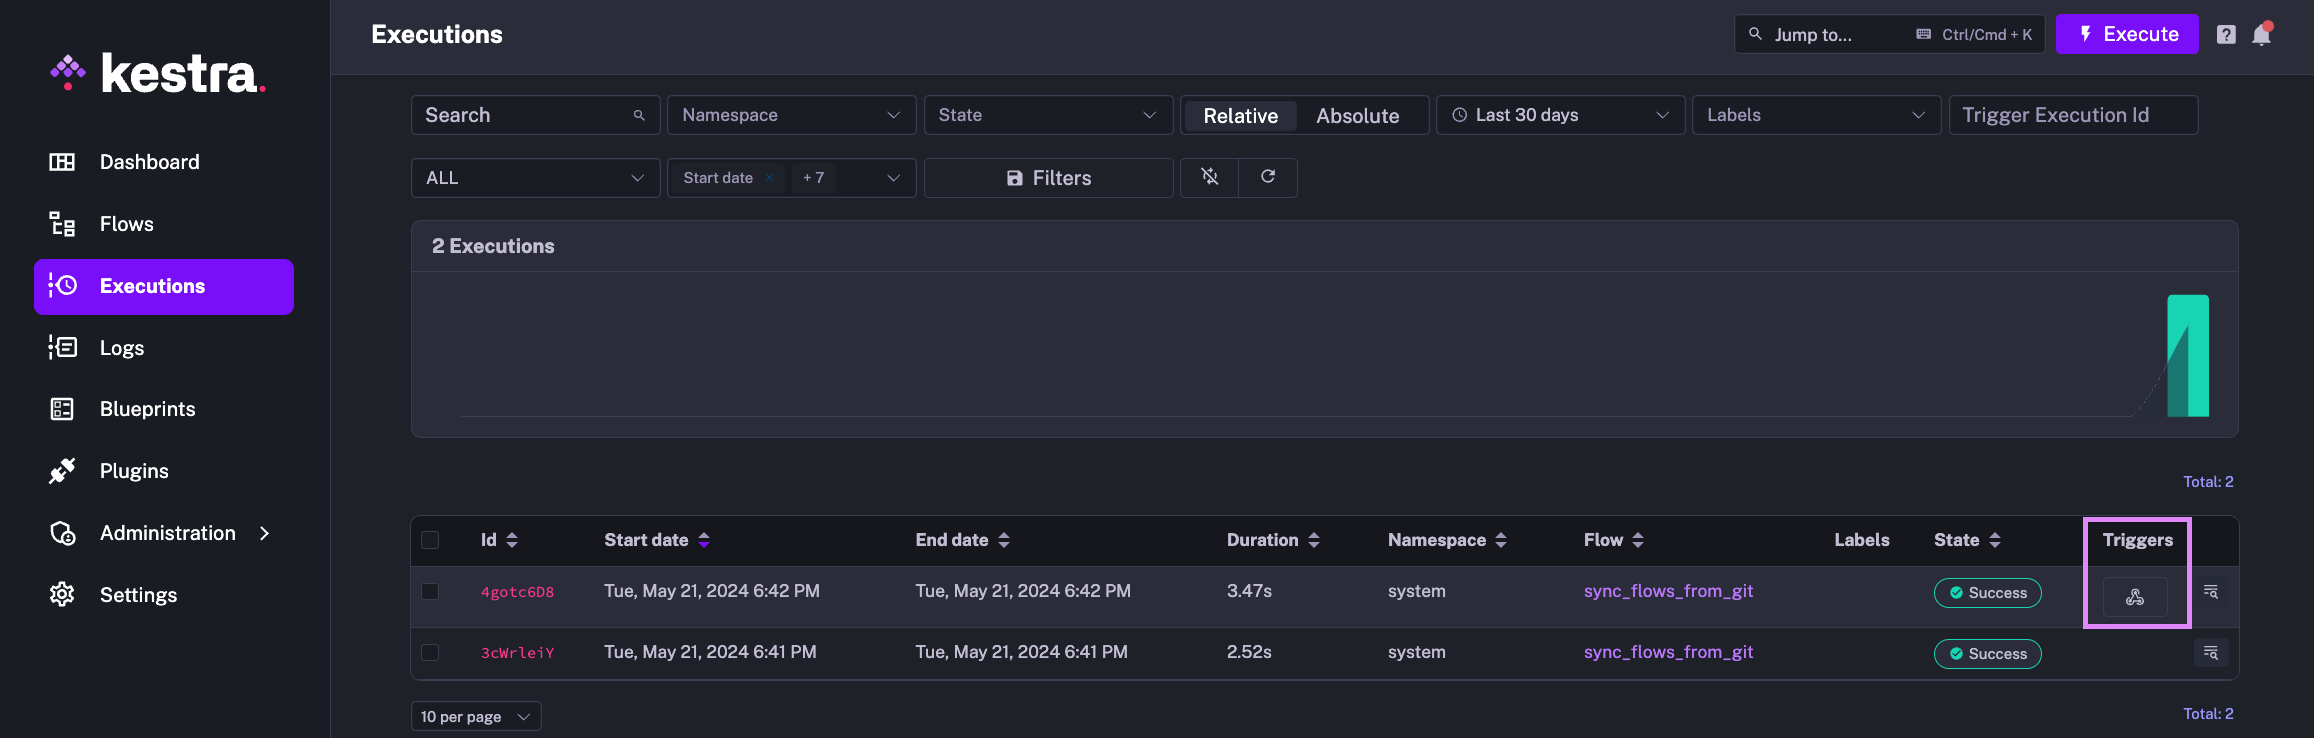 kestra.
Dashboard
Flows
Executions
Logs
Blueprints
Plugins
Administration
Settings
Executions
Jump to...
Ctrl/Cmd + K
Execute
Search
Namespace
State
Relative
Absolute
Last 30 days
Labels
Trigger Execution Id
ALL
Start date
+ 7
Filters
2 Executions
Total: 2
Id Start date End date Duration Namespace Flow Labels State Triggers
4gotc6D8 Tue, May 21, 2024 6:42 PM Tue, May 21, 2024 6:42 PM 3.47s system sync_flows_from_git Success
3cWrleiY Tue, May 21, 2024 6:41 PM Tue, May 21, 2024 6:41 PM 2.52s system sync_flows_from_git Success
10 per page
Total: 2